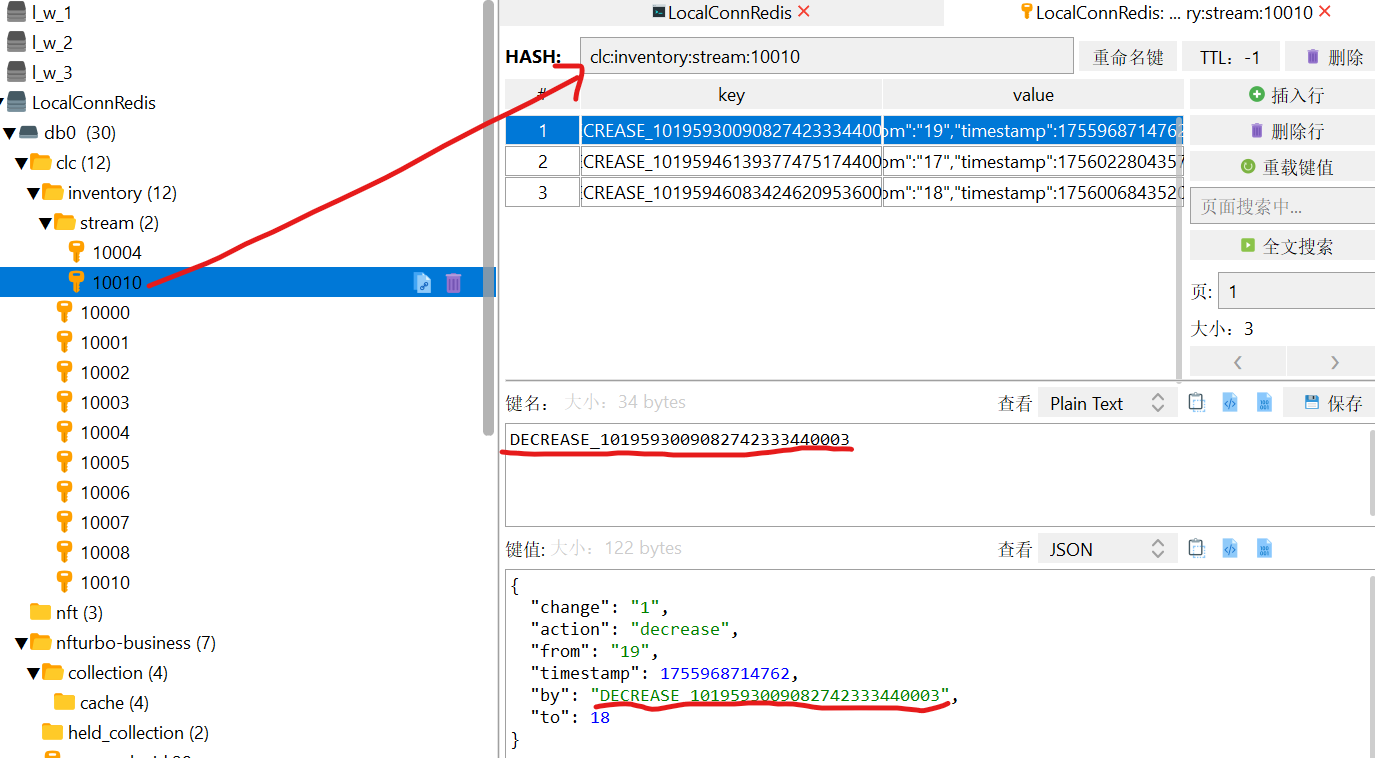 l_w_1
l_w_2
l_w_3
LocalConnRedis
db0 (30)
clc (12)
inventory (12)
stream (2)
10004
10010
10000
10001
10002
10003
10004
10005
10006
10007
10008
10010
nft (3)
nfturbo-business (7)
collection (4)
cache (4)
held_collection (2)
LocalConnRedis
LocalConnRedis: ... ry:stream:10010
HASH: clc:inventory:stream:10010 重命名键 TTL: -1 删除
# key value
1 CREASE_10195930090827423334400 om":"19","timestamp":1755968714762
2 CREASE_10195946139377475174400 om":"17","timestamp":1756022804357
3 CREASE_10195946083424620953600 om":"18","timestamp":1756006843520
插入行
删除行
重载键值
页面搜索中...
全文搜索
页: 1
大小: 3
键名: 大小: 34 bytes 查看 Plain Text 保存
DECREASE_1019593009082742333440003
键值: 大小: 122 bytes 查看 JSON
{
"change": "1",
"action": "decrease",
"from": "19",
"timestamp": 1755968714762,
"by": "DECREASE_1019593009082742333440003",
"to": 18
}